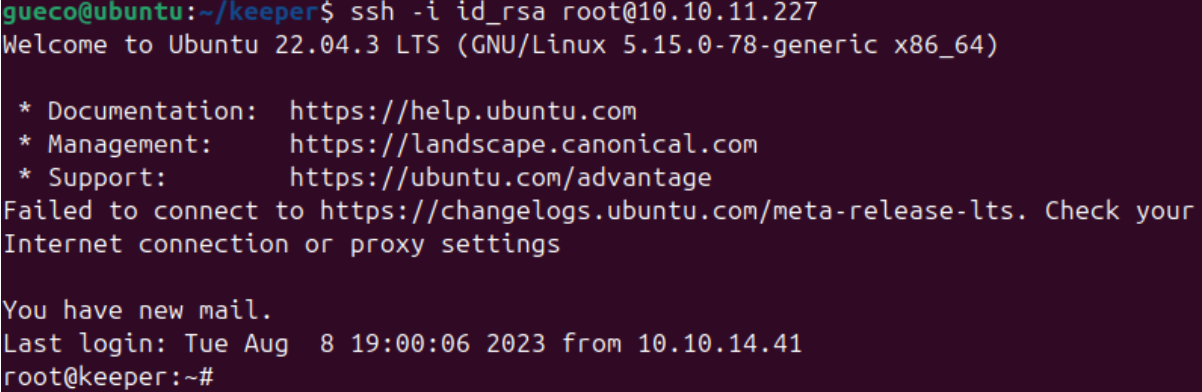 gueco@ubuntu:~/keeper$ ssh -i id_rsa root@10.10.11.227
Welcome to Ubuntu 22.04.3 LTS (GNU/Linux 5.15.0-78-generic x86_64)
* Documentation:  https://help.ubuntu.com
* Management:     https://landscape.canonical.com
* Support:        https://ubuntu.com/advantage
Failed to connect to https://changelogs.ubuntu.com/meta-release-lts. Check your
Internet connection or proxy settings
You have new mail.
Last login: Tue Aug  8 19:00:06 2023 from 10.10.14.41
root@keeper:~#